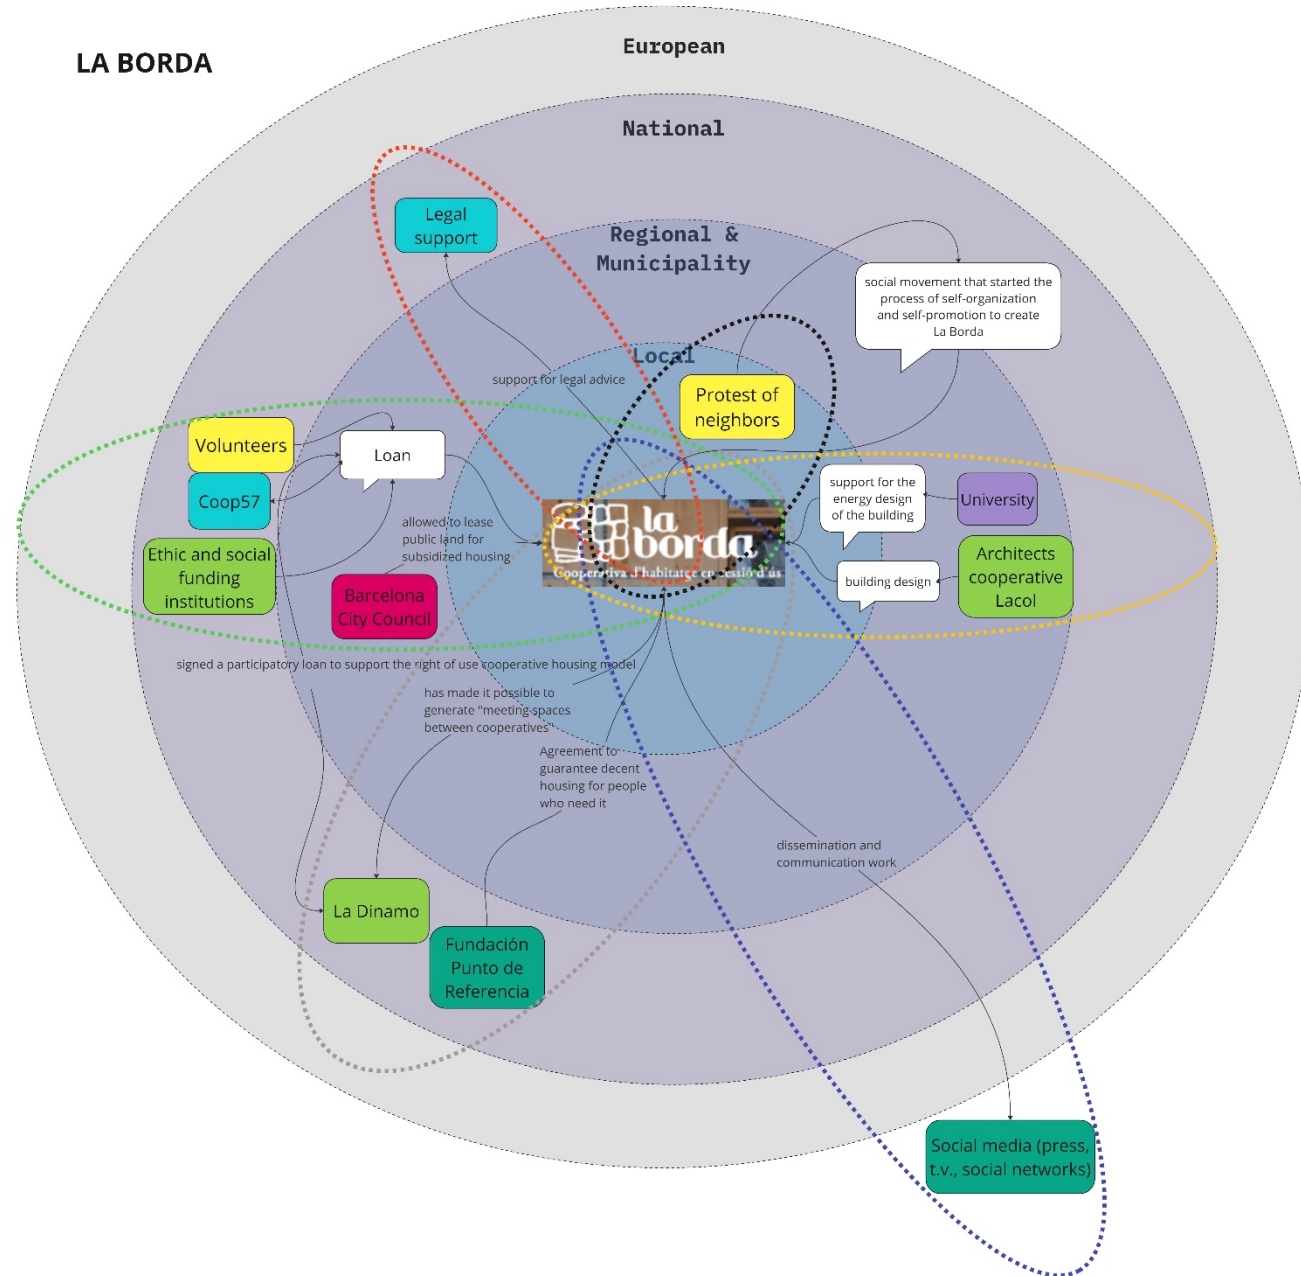 LA BORDA
European
National
Regional &
Municipality
Local
Legal
support
social movement that started the
process of self-organization
and self-promotion to create
La Borda
support for legal advice
Protest of
neighbors
Volunteers
Loan
Coop57
support for the
energy design
of the building
University
allowed to lease
public land for
subsidized housing
la
borda
Cooperativa d'habitatge en cessió d'ús
Ethic and social
funding
institutions
Barcelona
City Council
building design
Architects
cooperative
Lacol
signed a participatory loan to support the right of use cooperative housing model
has made it possible to
generate "meeting spaces
between cooperatives"
Agreement to
guarantee decent
housing for people
who need it
dissemination and
communication work
La Dinamo
Fundación
Punto de
Referencia
Social media (press,
t.v., social networks)